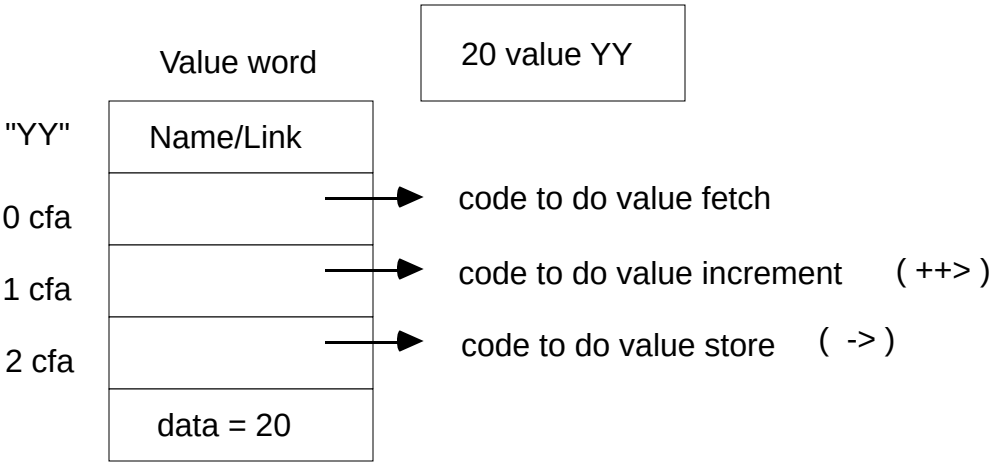 20 value YY
Value word
"YY"
Name/Link
0 cfa
code to do value fetch
1 cfa
code to do value increment ( ++> )
2 cfa
code to do value store ( -> )
data = 20